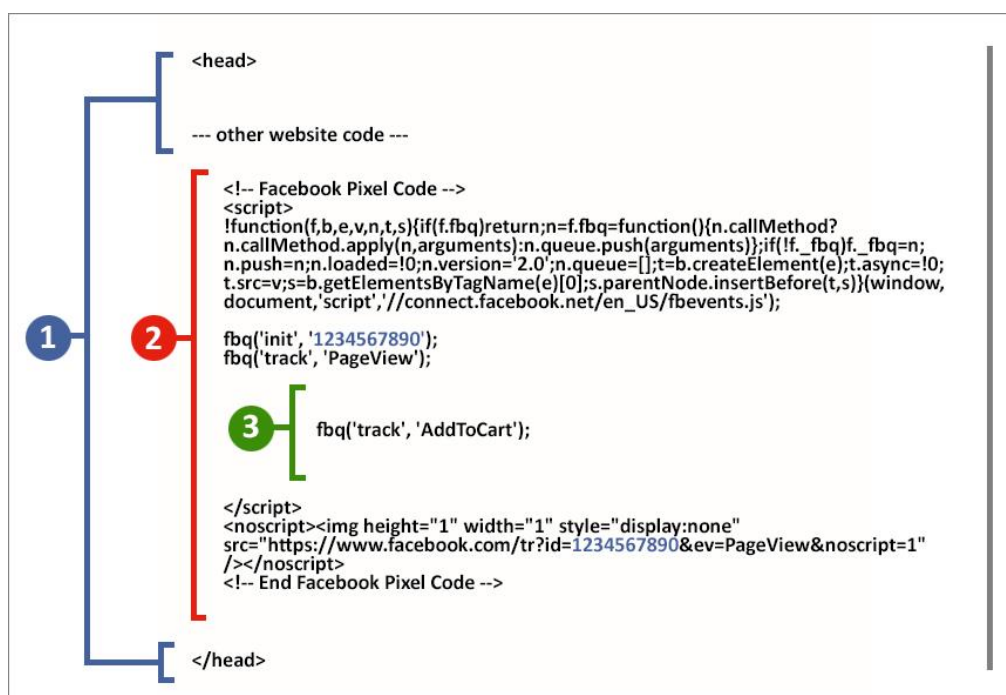 <head>
--- other website code ---
<!-- Facebook Pixel Code -->
<script>
!function(f,b,e,v,n,t,s){if(f.fbq)return;n=f.fbq=function(){n.callMethod?
n.callMethod.apply(n,arguments):n.queue.push(arguments)};if(!f._fbq)f._fbq=n;
n.push=n;n.loaded=!0;n.version='2.0';n.queue=[];t=b.createElement(e);t.async=!0;
t.src=v;s=b.getElementsByTagName(e)[0];s.parentNode.insertBefore(t,s)}(window,
document,'script','//connect.facebook.net/en_US/fbevents.js');
1
2
fbq('init', '1234567890');
fbq('track', 'PageView');
3
fbq('track', 'AddToCart');
</script>
<noscript><img height="1" width="1" style="display:none"
src="https://www.facebook.com/tr?id=1234567890&ev=PageView&noscript=1"
/></noscript>
<!-- End Facebook Pixel Code -->
</head>